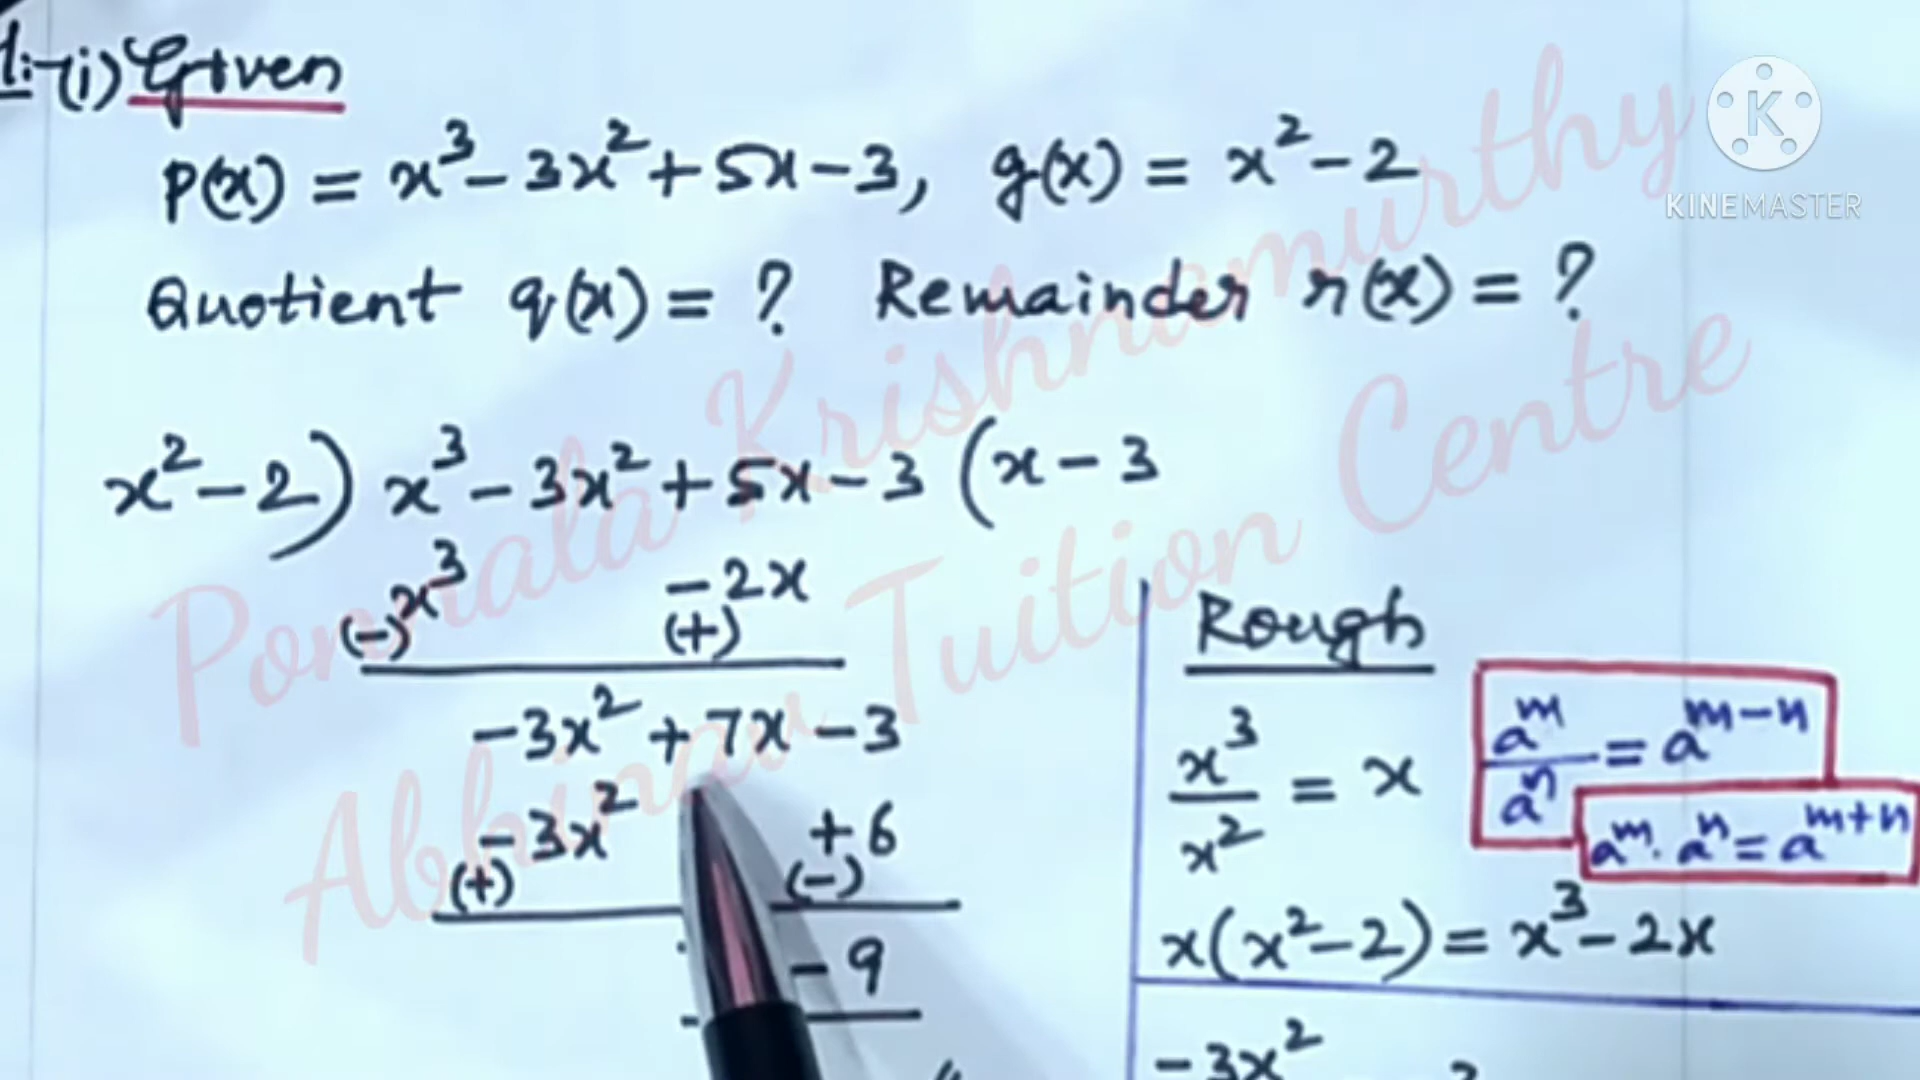 1:-(i) Given
P(x) = x³ - 3x² + 5x - 3, g(x) = x² - 2
Quotient q(x) = ? Remainder r(x) = ?
x² - 2) x³ - 3x² + 5x - 3 (x - 3
x³ - 2x
(-) (+)
-3x² + 7x - 3
-3x² + 6
(+) (-)
- 9
Rough
x³/x² = x
aᵐ/aⁿ = aᵐ⁻ⁿ
aᵐ · aⁿ = aᵐ⁺ⁿ
x(x² - 2) = x³ - 2x
-3x²
K
KINEMASTER
Ponnala Krishnamurthy
Abhinav Tuition Centre